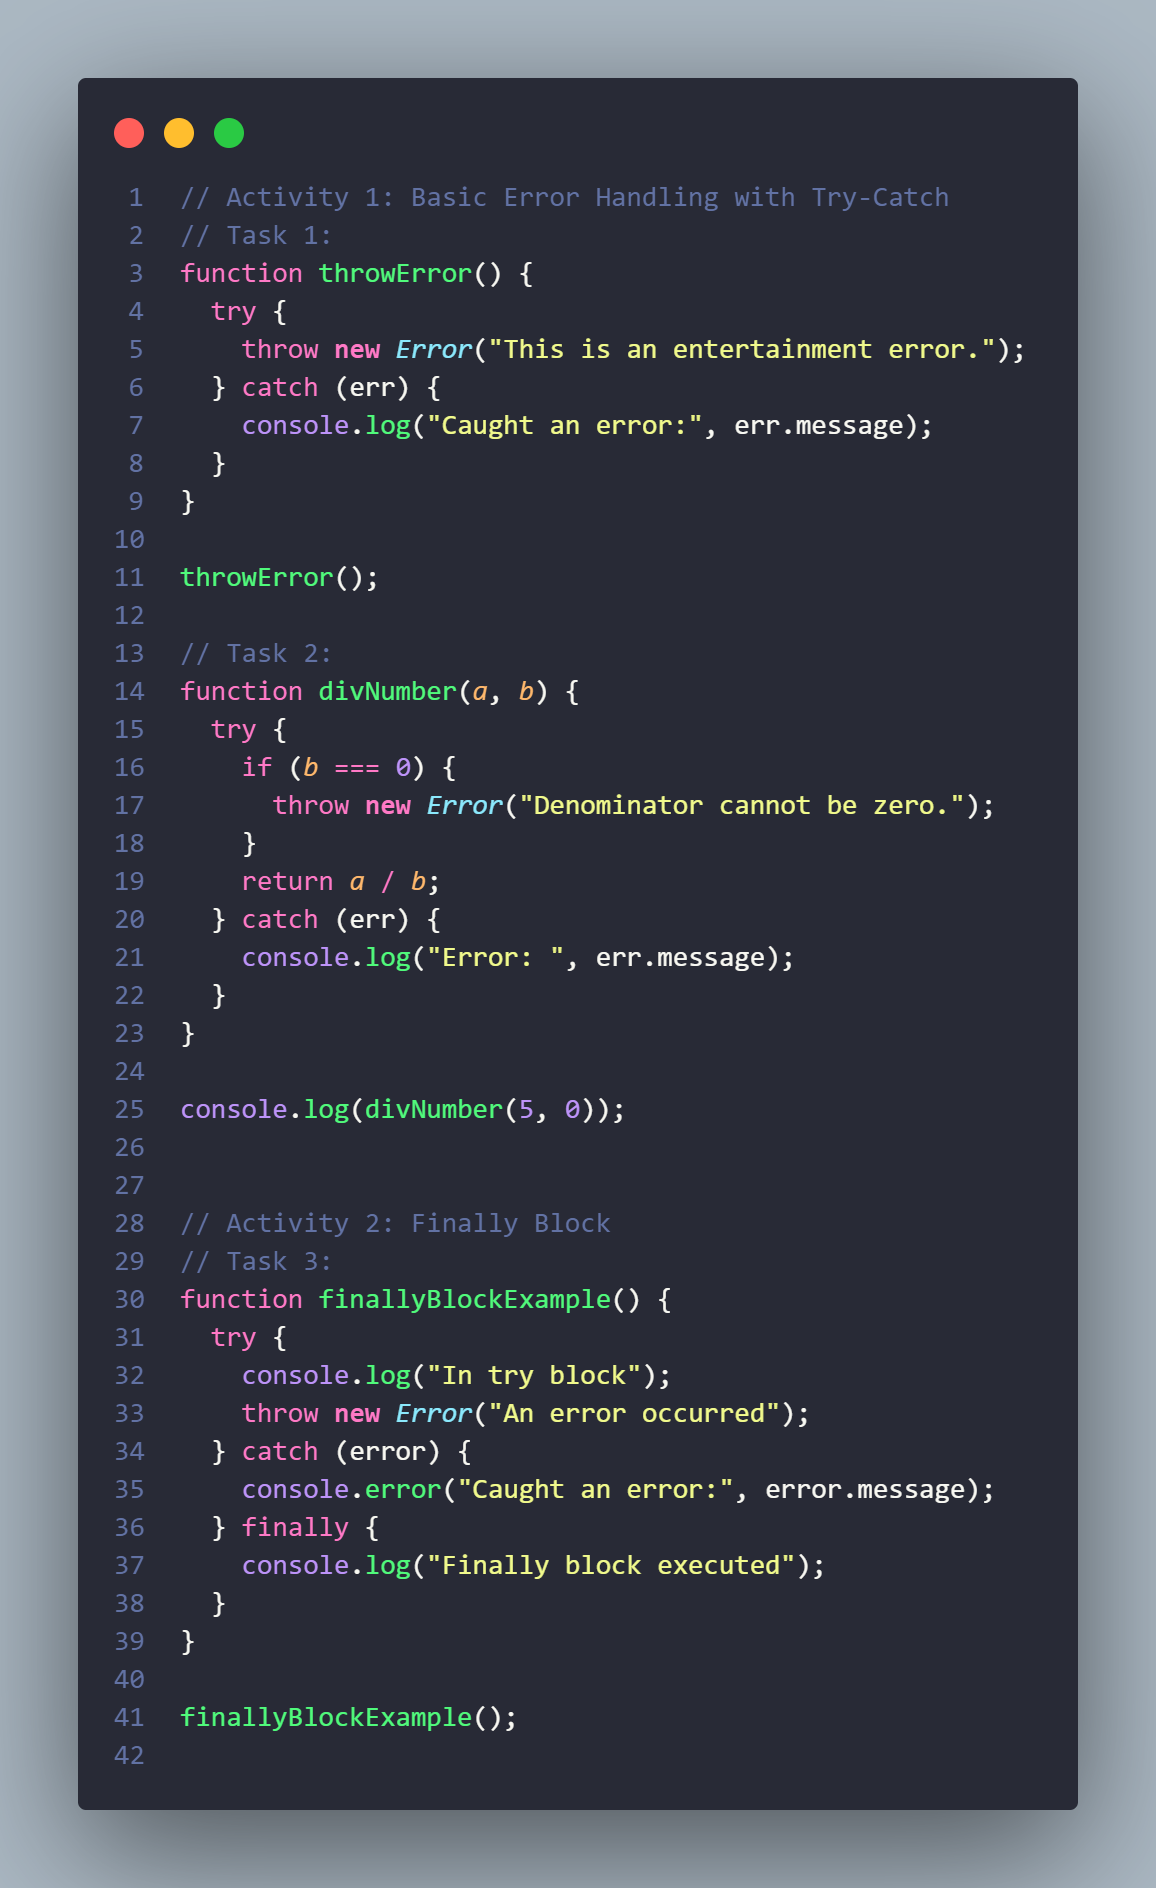 1 // Activity 1: Basic Error Handling with Try-Catch
2 // Task 1:
3 function throwError() {
4   try {
5     throw new Error("This is an entertainment error.");
6   } catch (err) {
7     console.log("Caught an error:", err.message);
8   }
9 }
10
11 throwError();
12
13 // Task 2:
14 function divNumber(a, b) {
15   try {
16     if (b === 0) {
17       throw new Error("Denominator cannot be zero.");
18     }
19     return a / b;
20   } catch (err) {
21     console.log("Error: ", err.message);
22   }
23 }
24
25 console.log(divNumber(5, 0));
26
27
28 // Activity 2: Finally Block
29 // Task 3:
30 function finallyBlockExample() {
31   try {
32     console.log("In try block");
33     throw new Error("An error occurred");
34   } catch (error) {
35     console.error("Caught an error:", error.message);
36   } finally {
37     console.log("Finally block executed");
38   }
39 }
40
41 finallyBlockExample();
42